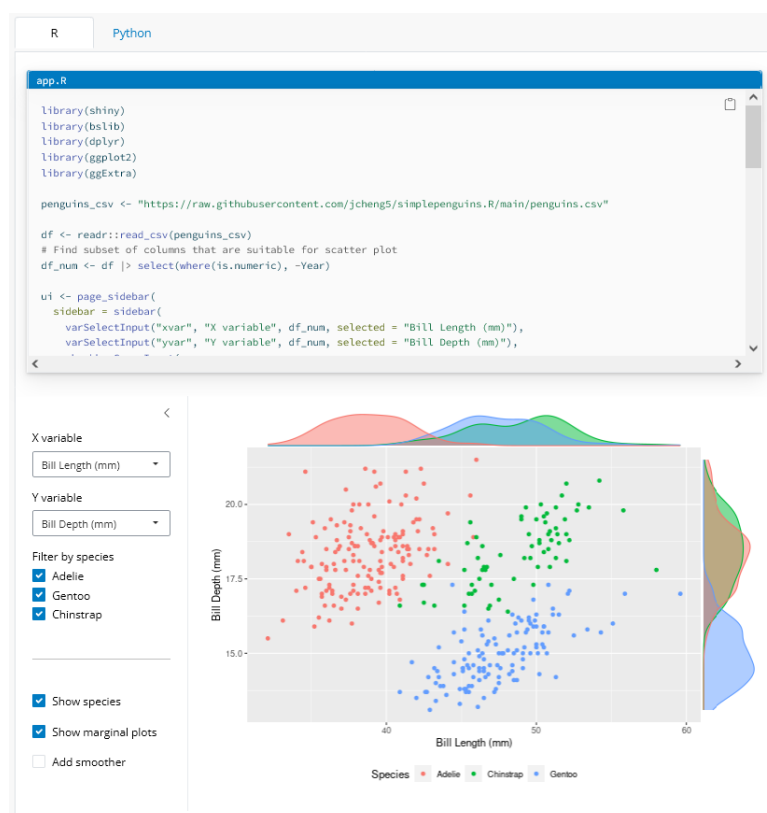 R Python
app.R
library(shiny)
library(bslib)
library(dplyr)
library(ggplot2)
library(ggExtra)
penguins_csv <- "https://raw.githubusercontent.com/jcheng5/simplepenguins.R/main/penguins.csv"
df <- readr::read_csv(penguins_csv)
# Find subset of columns that are suitable for scatter plot
df_num <- df |> select(where(is.numeric), -Year)
ui <- page_sidebar(
  sidebar = sidebar(
    varSelectInput("xvar", "X variable", df_num, selected = "Bill Length (mm)"),
    varSelectInput("yvar", "Y variable", df_num, selected = "Bill Depth (mm)"),
X variable
Bill Length (mm)
Y variable
Bill Depth (mm)
Filter by species
Adelie
Gentoo
Chinstrap
Show species
Show marginal plots
Add smoother
Bill Depth (mm)
20.0
17.5
15.0
40 50 60
Bill Length (mm)
Species Adelie Chinstrap Gentoo